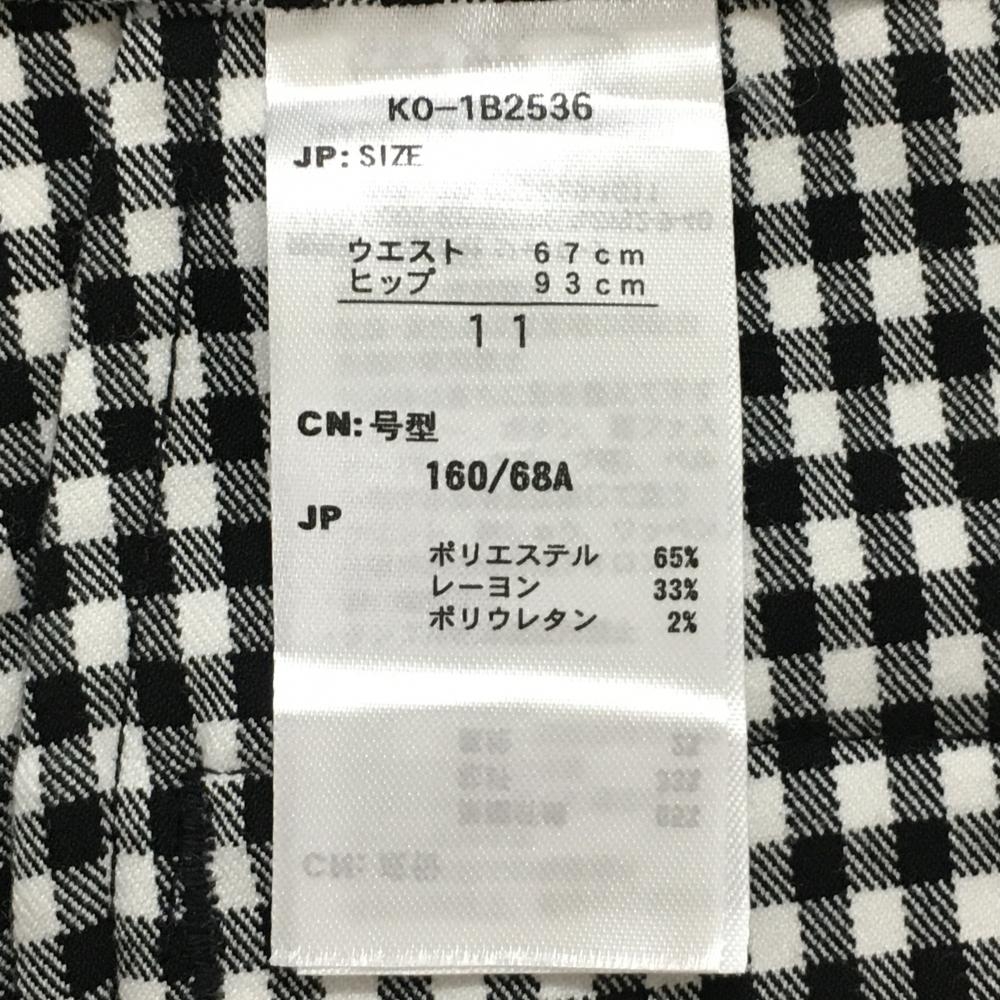 KO-1B2536
JP: SIZE
ウエスト 67cm
ヒップ 93cm
11
CN: 号型
160/68A
JP
ポリエステル 65%
レーヨン 33%
ポリウレタン 2%